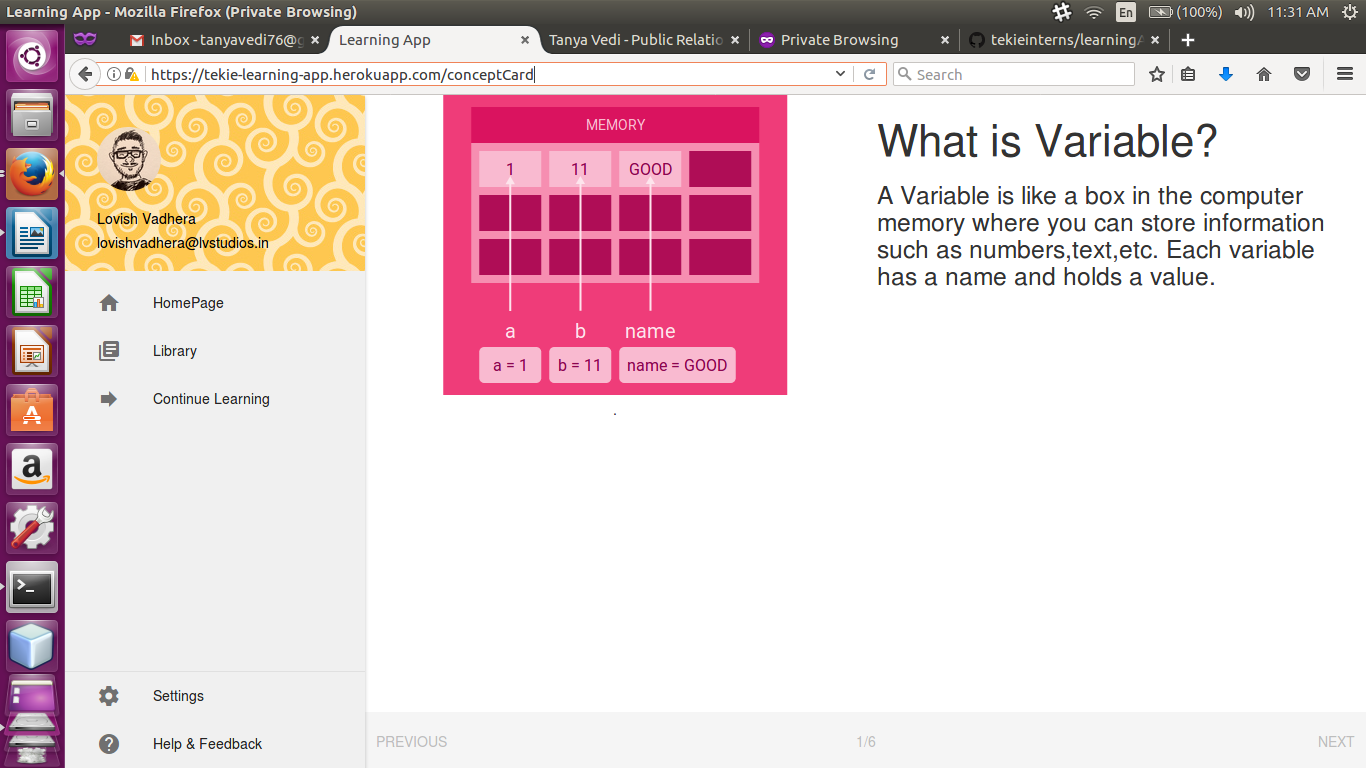 Learning App - Mozilla Firefox (Private Browsing)
En
(100%)
11:31 AM
Inbox - tanyavedi76@g
Learning App
Tanya Vedi - Public Relatio
Private Browsing
tekieinterns/learningA
https://tekie-learning-app.herokuapp.com/conceptCard
Search
Lovish Vadhera
lovishvadhera@lvstudios.in
HomePage
Library
Continue Learning
Settings
Help & Feedback
MEMORY
1 11 GOOD
a b name
a = 1 b = 11 name = GOOD
.
What is Variable?
A Variable is like a box in the computer
memory where you can store information
such as numbers,text,etc. Each variable
has a name and holds a value.
PREVIOUS 1/6 NEXT